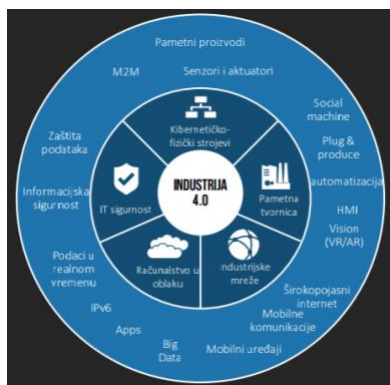 Pametni proizvodi
M2M
Senzori i aktuatori
Social
machine
Plug &
produce
automatizacija
HMI
Vision
(VR/AR)
Širokopojasni
internet
Mobilne
komunikacije
Mobilni uređaji
Big
Data
Apps
IPv6
Podaci u
realnom
vremenu
Informacijska
sigurnost
Zaštita
podataka
Kibernetičko-
fizički strojevi
Pametna
tvornica
Industrijske
mreže
Računalstvo u
oblaku
IT sigurnost
INDUSTRIJA
4.0